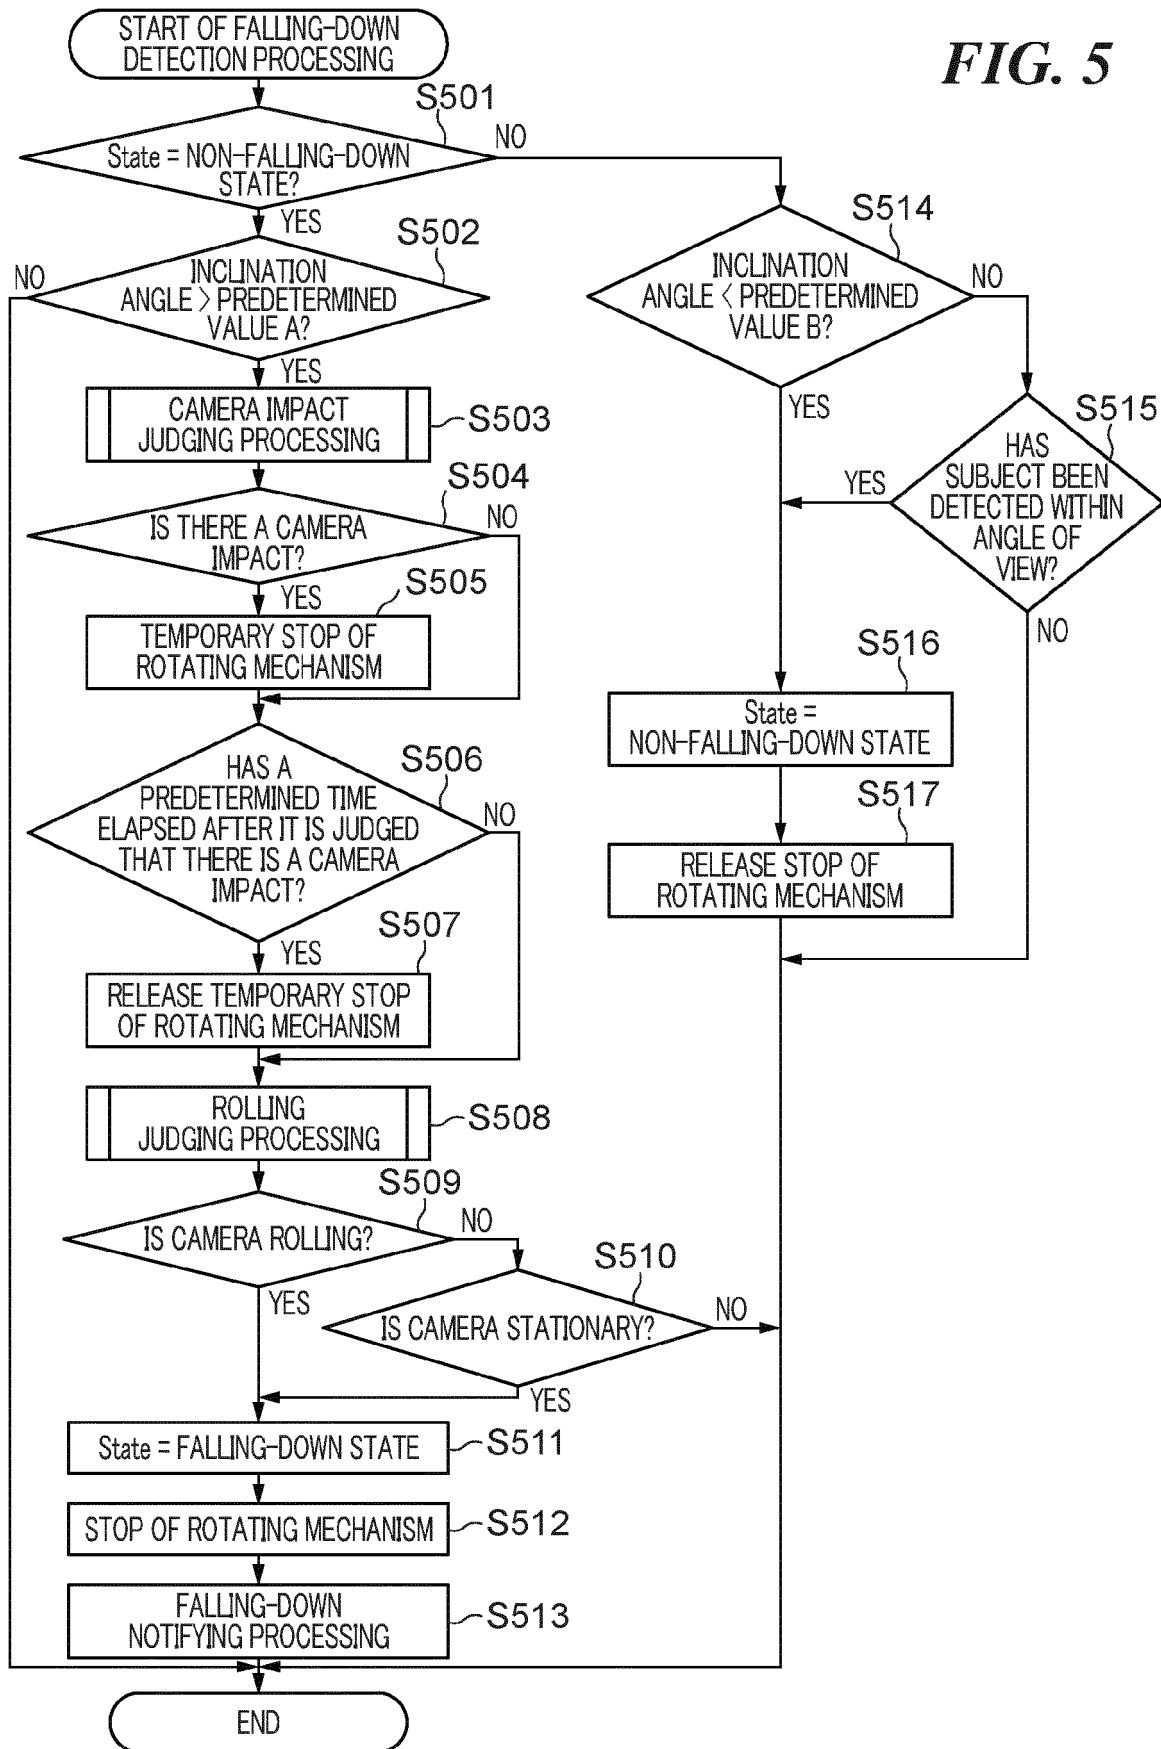 START OF FALLING-DOWN
DETECTION PROCESSING
FIG. 5
S501
State = NON-FALLING-DOWN
STATE?
NO
YES
S502
INCLINATION
ANGLE > PREDETERMINED
VALUE A?
NO
YES
CAMERA IMPACT
JUDGING PROCESSING
S503
S504
IS THERE A CAMERA
IMPACT?
NO
YES
S505
TEMPORARY STOP OF
ROTATING MECHANISM
S506
HAS A
PREDETERMINED TIME
ELAPSED AFTER IT IS JUDGED
THAT THERE IS A CAMERA
IMPACT?
NO
YES
S507
RELEASE TEMPORARY STOP
OF ROTATING MECHANISM
ROLLING
JUDGING PROCESSING
S508
S509
IS CAMERA ROLLING?
NO
YES
S510
IS CAMERA STATIONARY?
NO
YES
State = FALLING-DOWN STATE
S511
STOP OF ROTATING MECHANISM
S512
FALLING-DOWN
NOTIFYING PROCESSING
S513
S514
INCLINATION
ANGLE < PREDETERMINED
VALUE B?
NO
YES
S515
HAS
SUBJECT BEEN
DETECTED WITHIN
ANGLE OF
VIEW?
YES
NO
S516
State =
NON-FALLING-DOWN STATE
S517
RELEASE STOP OF
ROTATING MECHANISM
END